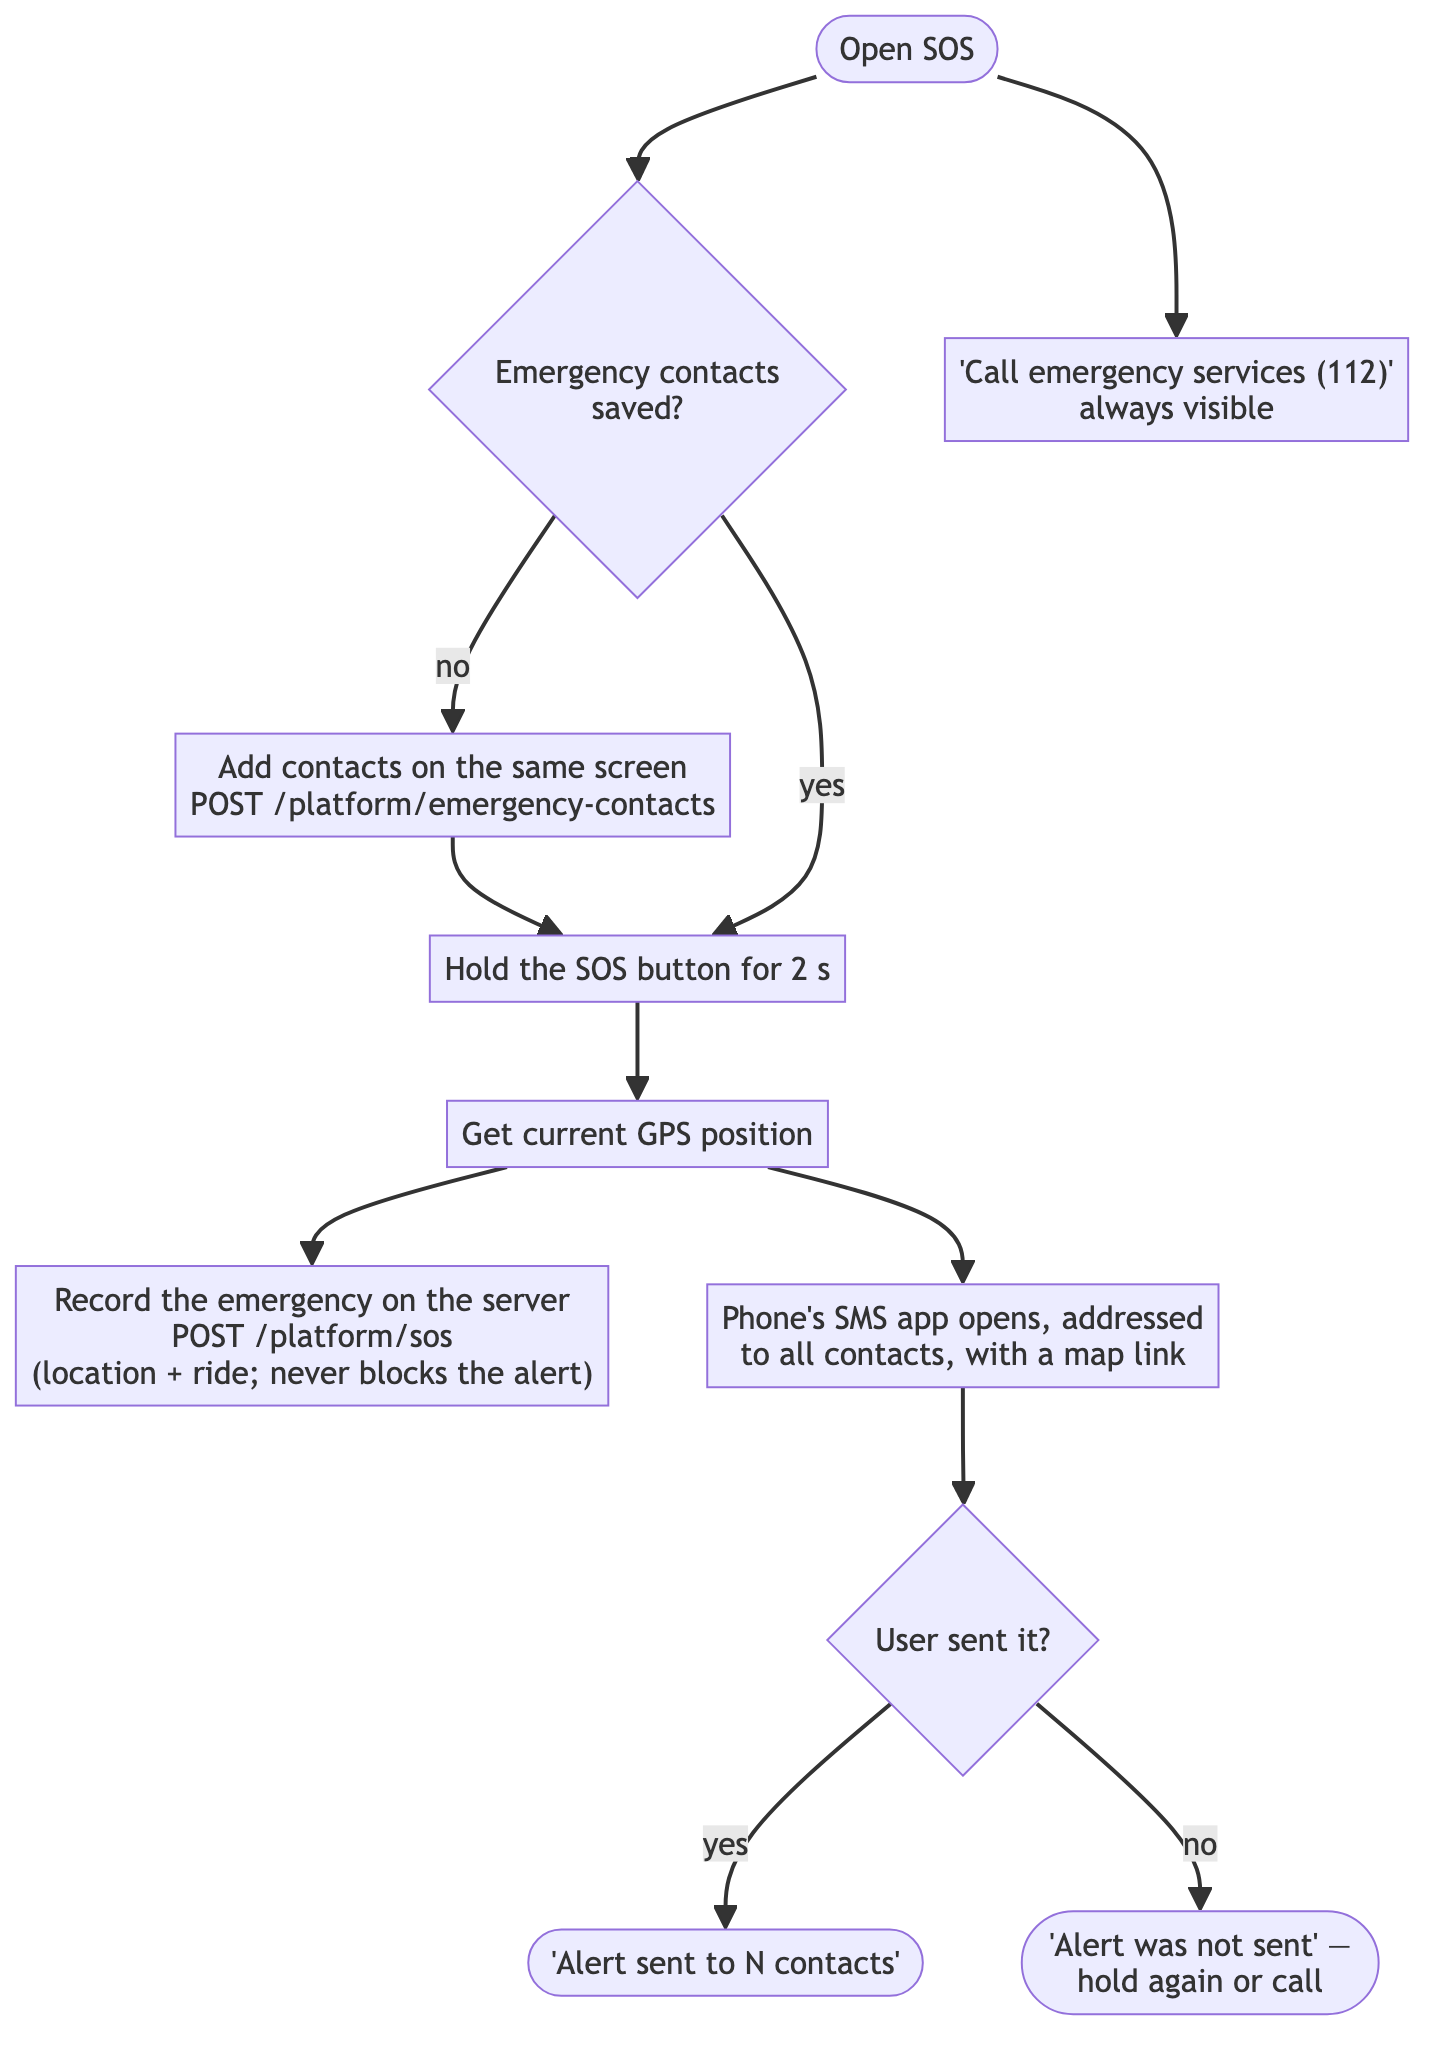 Open SOS
Emergency contacts
saved?
'Call emergency services (112)'
always visible
no
yes
Add contacts on the same screen
POST /platform/emergency-contacts
Hold the SOS button for 2 s
Get current GPS position
Record the emergency on the server
POST /platform/sos
(location + ride; never blocks the alert)
Phone's SMS app opens, addressed
to all contacts, with a map link
User sent it?
yes
no
'Alert sent to N contacts'
'Alert was not sent' —
hold again or call